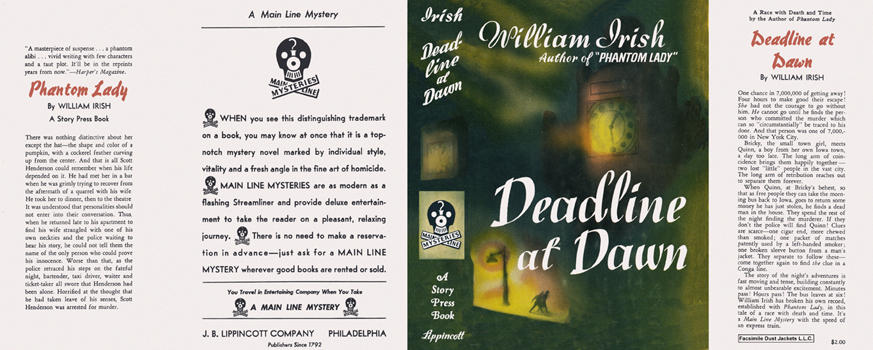 "A masterpiece of suspense . . . a phantom
alibi . . . vivid writing with few characters
and a taut plot. It'll be in the reprints
years from now."—Harper's Magazine.
Phantom Lady
By WILLIAM IRISH
A Story Press Book
There was nothing distinctive about her
except the hat—the shape and color of a
pumpkin, with a cockerel feather curving
up from the center. And that is all Scott
Henderson could remember when his life
depended on it. He had met her in a bar
when he was grimly trying to recover from
the aftermath of a quarrel with his wife.
He took her to dinner, then to the theatre
It was understood that personalities should
not enter into their conversation. Thus,
when he returned late to his apartment to
find his wife strangled with one of his
own neckties and the police waiting to
hear his story, he could not tell them the
name of the only person who could prove
his innocence. Worse than that, as the
police retraced his steps on the fateful
night, bartender, taxi driver, waiter and
ticket-taker all swore that Henderson had
been alone. Horrified at the thought that
he had taken leave of his senses, Scott
Henderson was arrested for murder.
A Main Line Mystery
?
MAIN
MYSTERIES
LINE
WHEN you see this distinguishing trademark
on a book, you may know at once that it is a top-
notch mystery novel marked by individual style,
vitality and a fresh angle in the fine art of homicide.
MAIN LINE MYSTERIES are as modern as a
flashing Streamliner and provide deluxe entertain-
ment to take the reader on a pleasant, relaxing
journey. There is no need to make a reserva-
tion in advance—just ask for a MAIN LINE
MYSTERY wherever good books are rented or sold.
You Travel in Entertaining Company When You Take
A MAIN LINE MYSTERY
J. B. LIPPINCOTT COMPANY PHILADELPHIA
Publishers Since 1792
Irish
Dead-
line
at
Dawn
?
MAIN
MYSTERIES
LINE
A
Story
Press
Book
Lippincott
William Irish
Author of "PHANTOM LADY"
Deadline
at Dawn
A Race with Death and Time
by the Author of Phantom Lady
Deadline at
Dawn
By WILLIAM IRISH
One chance in 7,000,000 of getting away!
Four hours to make good their escape!
She had not the courage to go without
him. He cannot go until he finds the per-
son who committed the murder which
can so "circumstantially" be traced to his
door. And that person was one of 7,000,-
000 in New York City.
Bricky, the small town girl, meets
Quinn, a boy from her own Iowa town,
a day too late. The long arm of coin-
cidence brings them happily together—
two lost "little" people in the vast city.
The long arm of retribution reaches out
to separate them forever.
When Quinn, at Bricky's behest, so
that as free people they can take the morn-
ing bus back to Iowa, goes to return some
money he has just stolen, he finds a dead
man in the house. They spend the rest of
the night finding the murderer. If they
don't the police will find Quinn! Clues
are scarce—one cigar end, more chewed
than smoked; one packet of matches
patently used by a left-handed smoker;
one broken sleeve button from a man's
jacket. They separate to follow these—
come together again to find the clue in a
Conga line.
The story of the night's adventures is
fast moving and tense, building constantly
to almost unbearable excitement. Minutes
pass! Hours pass! The bus leaves at six!
William Irish has broken his own record,
established with Phantom Lady, in this
tale of a race with death and time. It's
a Main Line Mystery with the speed of
an express train.
Facsimile Dust Jackets L.L.C.
$2.00